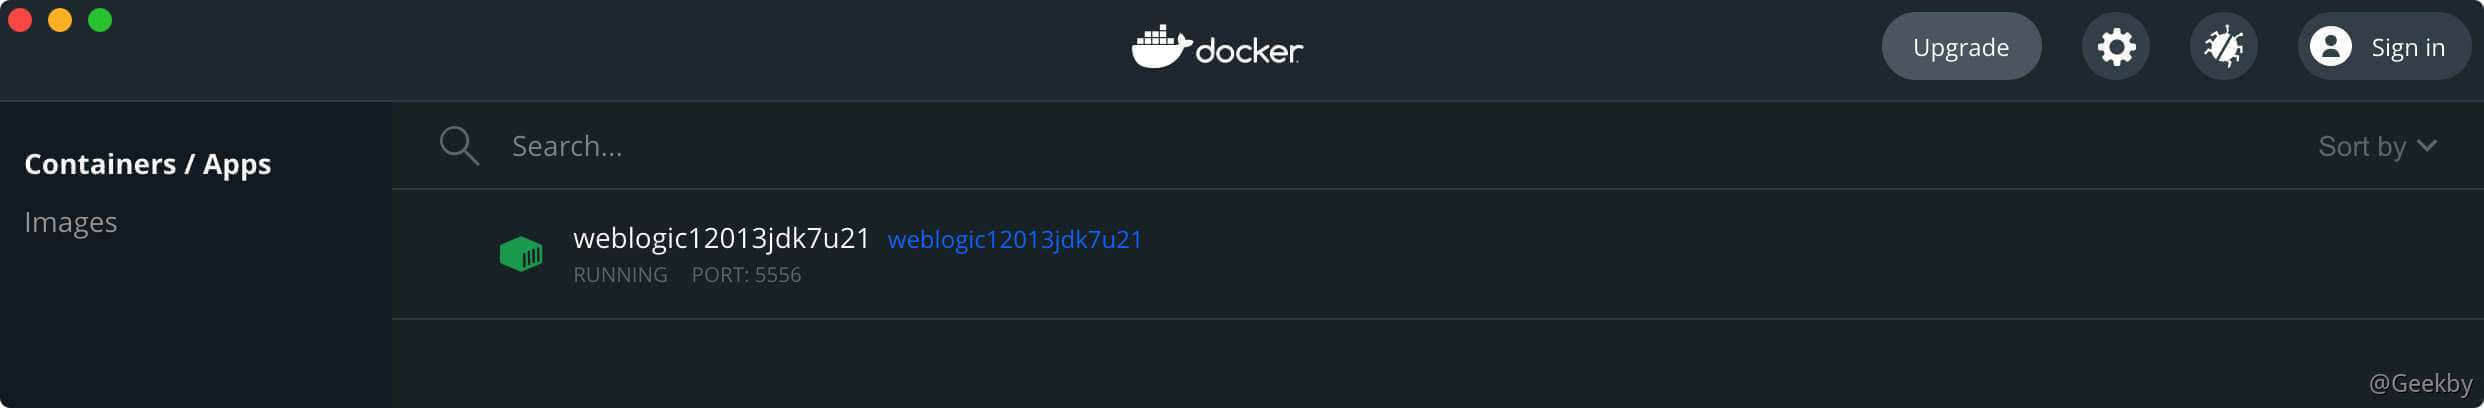 docker
Upgrade
Sign in
Containers / Apps
Images
Search...
Sort by
weblogic12013jdk7u21 weblogic12013jdk7u21
RUNNING PORT: 5556
@Geekby